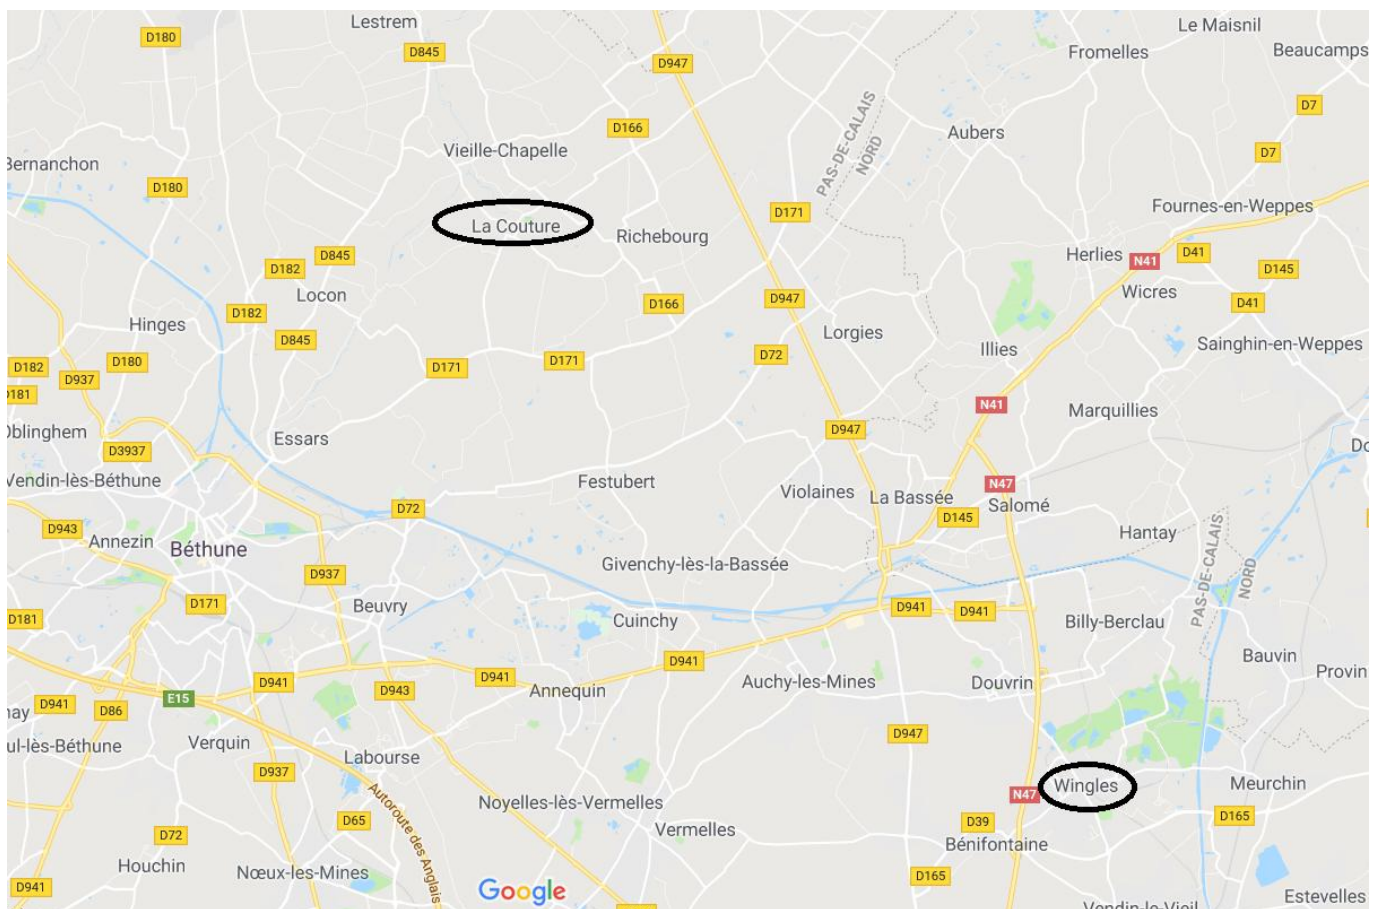 Lestrem
Le Maisnil
D180
D845
Fromelles
Beaucamps
D947
D7
D166
PAS-DE-CALAIS
NORD
Aubers
Vieille-Chapelle
D7
Bernanchon
D180
La Couture
D171
Fournes-en-Weppes
Richebourg
D845
D182
Herlies
N41
D41
D145
Locon
D166
D947
Wicres
D41
D182
Hinges
D845
Lorgies
Illies
Sainghin-en-Weppes
D182
D937
D180
D171
D171
D72
D181
N41
Marquillies
Oblinghem
D3937
Essars
D947
Vendin-lès-Béthune
Festubert
Violaines
La Bassée
N47
Salomé
D72
D145
D943
Annezin
Béthune
Hantay
PAS-DE-CALAIS
NORD
Givenchy-lès-la-Bassée
D937
D171
Beuvry
D181
Cuinchy
D941
D941
Billy-Berclau
Bauvin
Provin
D941
D941
D941
D943
Annequin
Auchy-les-Mines
Douvrin
E15
D941
D86
Verquin
Labourse
D947
D937
Autoroute des Anglais
N47
Wingles
Meurchin
Noyelles-lès-Vermelles
D65
D72
Vermelles
D39
D165
Bénifontaine
Houchin
Nœux-les-Mines
D941
Google
D165
Estevelles